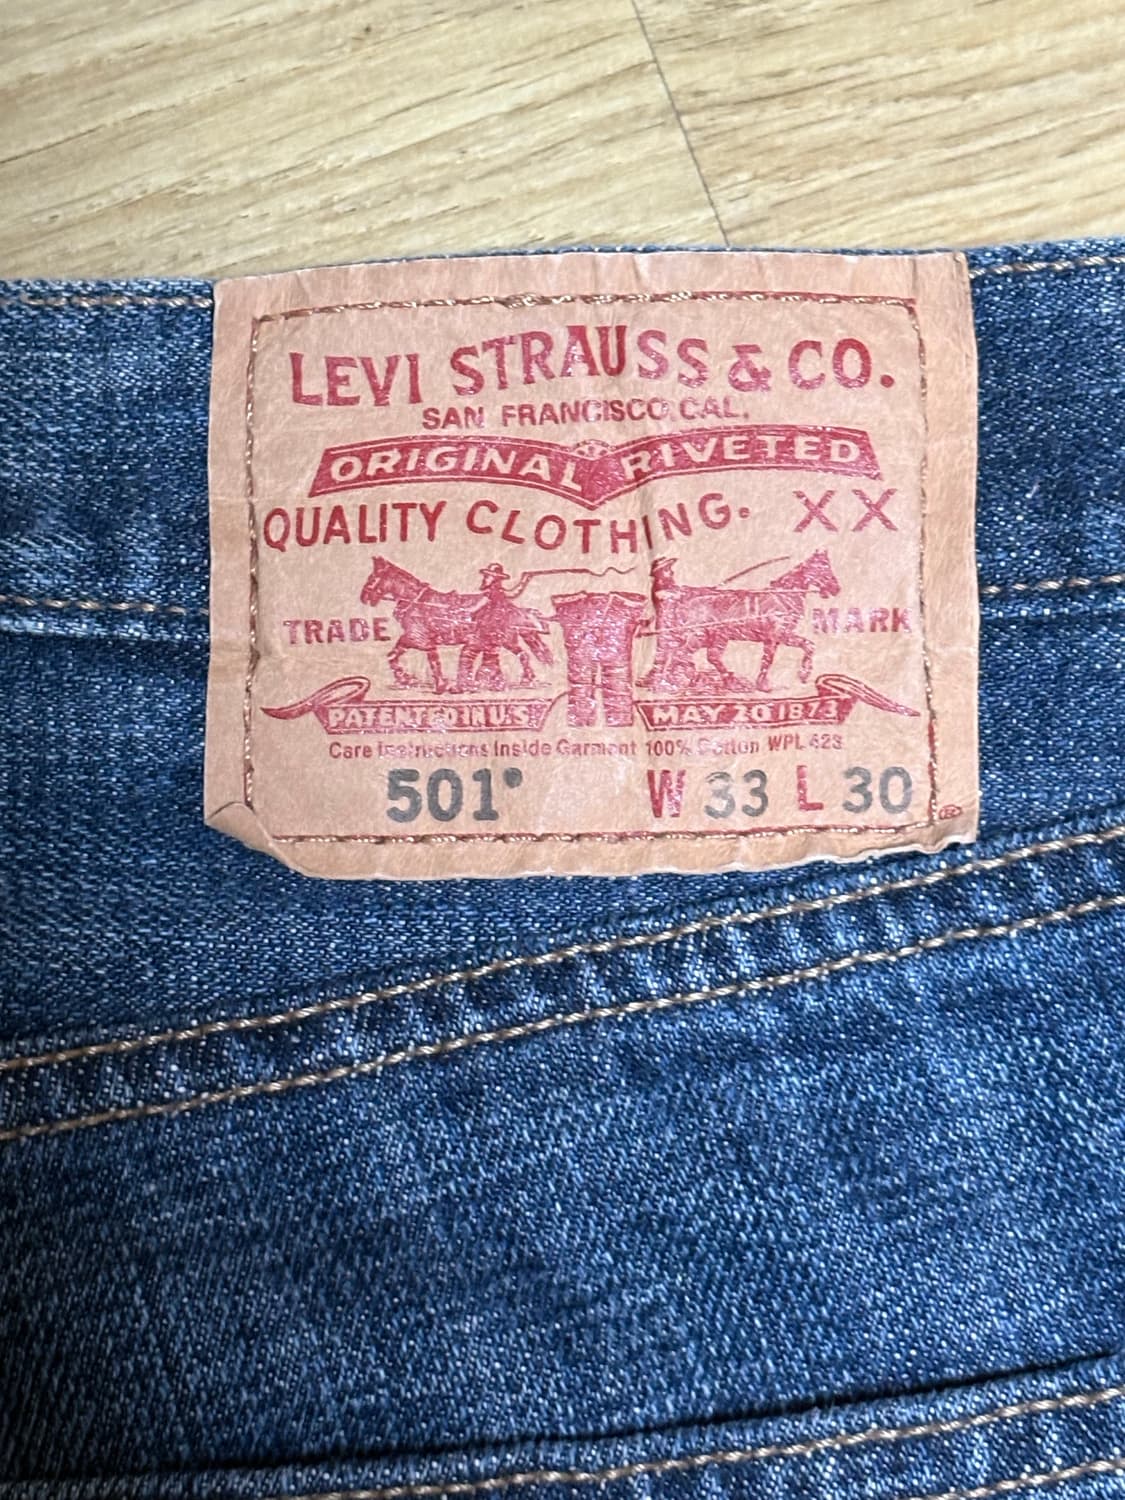 LEVI STRAUSS & CO.
SAN FRANCISCO, CAL.
ORIGINAL RIVETED
QUALITY CLOTHING. XX
TRADE MARK
PATENTED IN U.S. MAY 20 1873
Care Instructions Inside Garment 100% Cotton WPL 423
501® W 33 L 30
®